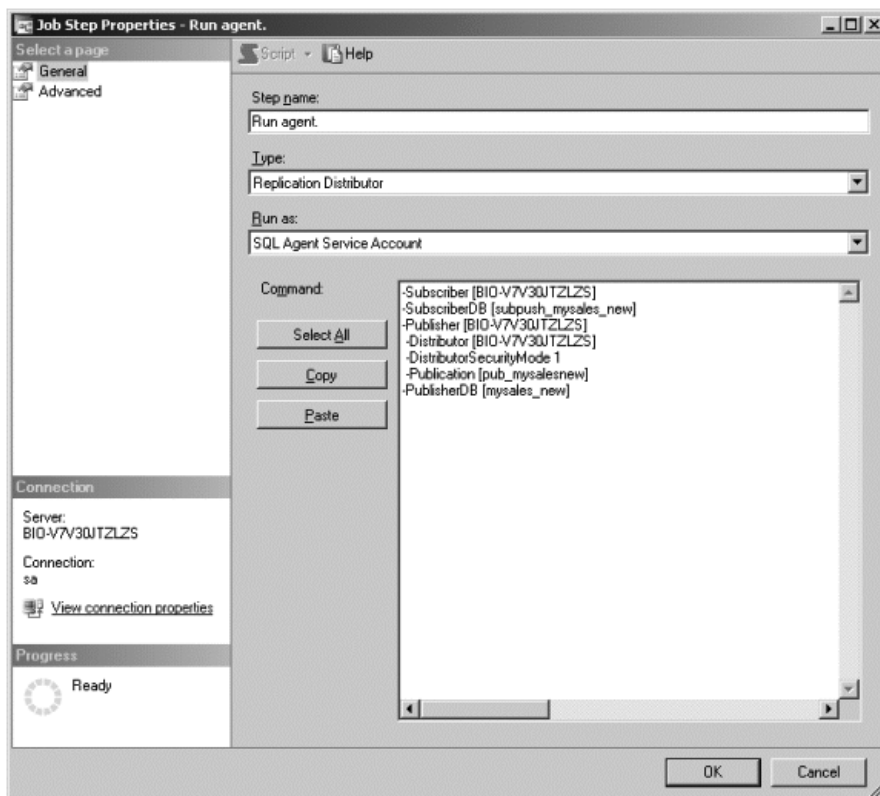 Job Step Properties - Run agent.
Select a page
General
Advanced
Script
Help
Step name:
Run agent.
Type:
Replication Distributor
Run as:
SQL Agent Service Account
Command:
Select All
Copy
Paste
-Subscriber [BIO-V7V30JTZLZS]
-SubscriberDB [subpush_mysales_new]
-Publisher [BIO-V7V30JTZLZS]
-Distributor [BIO-V7V30JTZLZS]
-DistributorSecurityMode 1
-Publication [pub_mysalesnew]
-PublisherDB [mysales_new]
Connection
Server:
BIO-V7V30JTZLZS
Connection:
sa
View connection properties
Progress
Ready
OK
Cancel